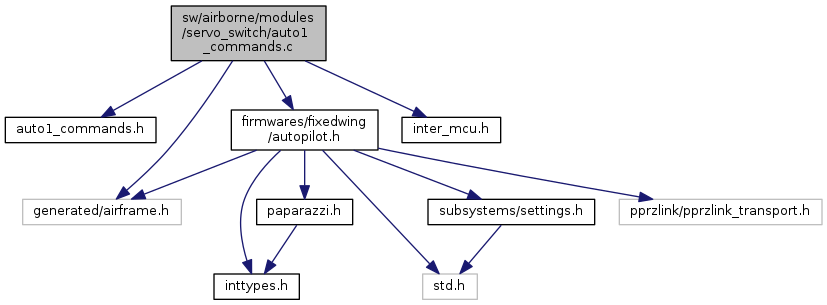 sw/airborne/modules
/servo_switch/auto1
_commands.c
auto1_commands.h
firmwares/fixedwing
/autopilot.h
inter_mcu.h
generated/airframe.h
paparazzi.h
subsystems/settings.h
pprzlink/pprzlink_transport.h
inttypes.h
std.h